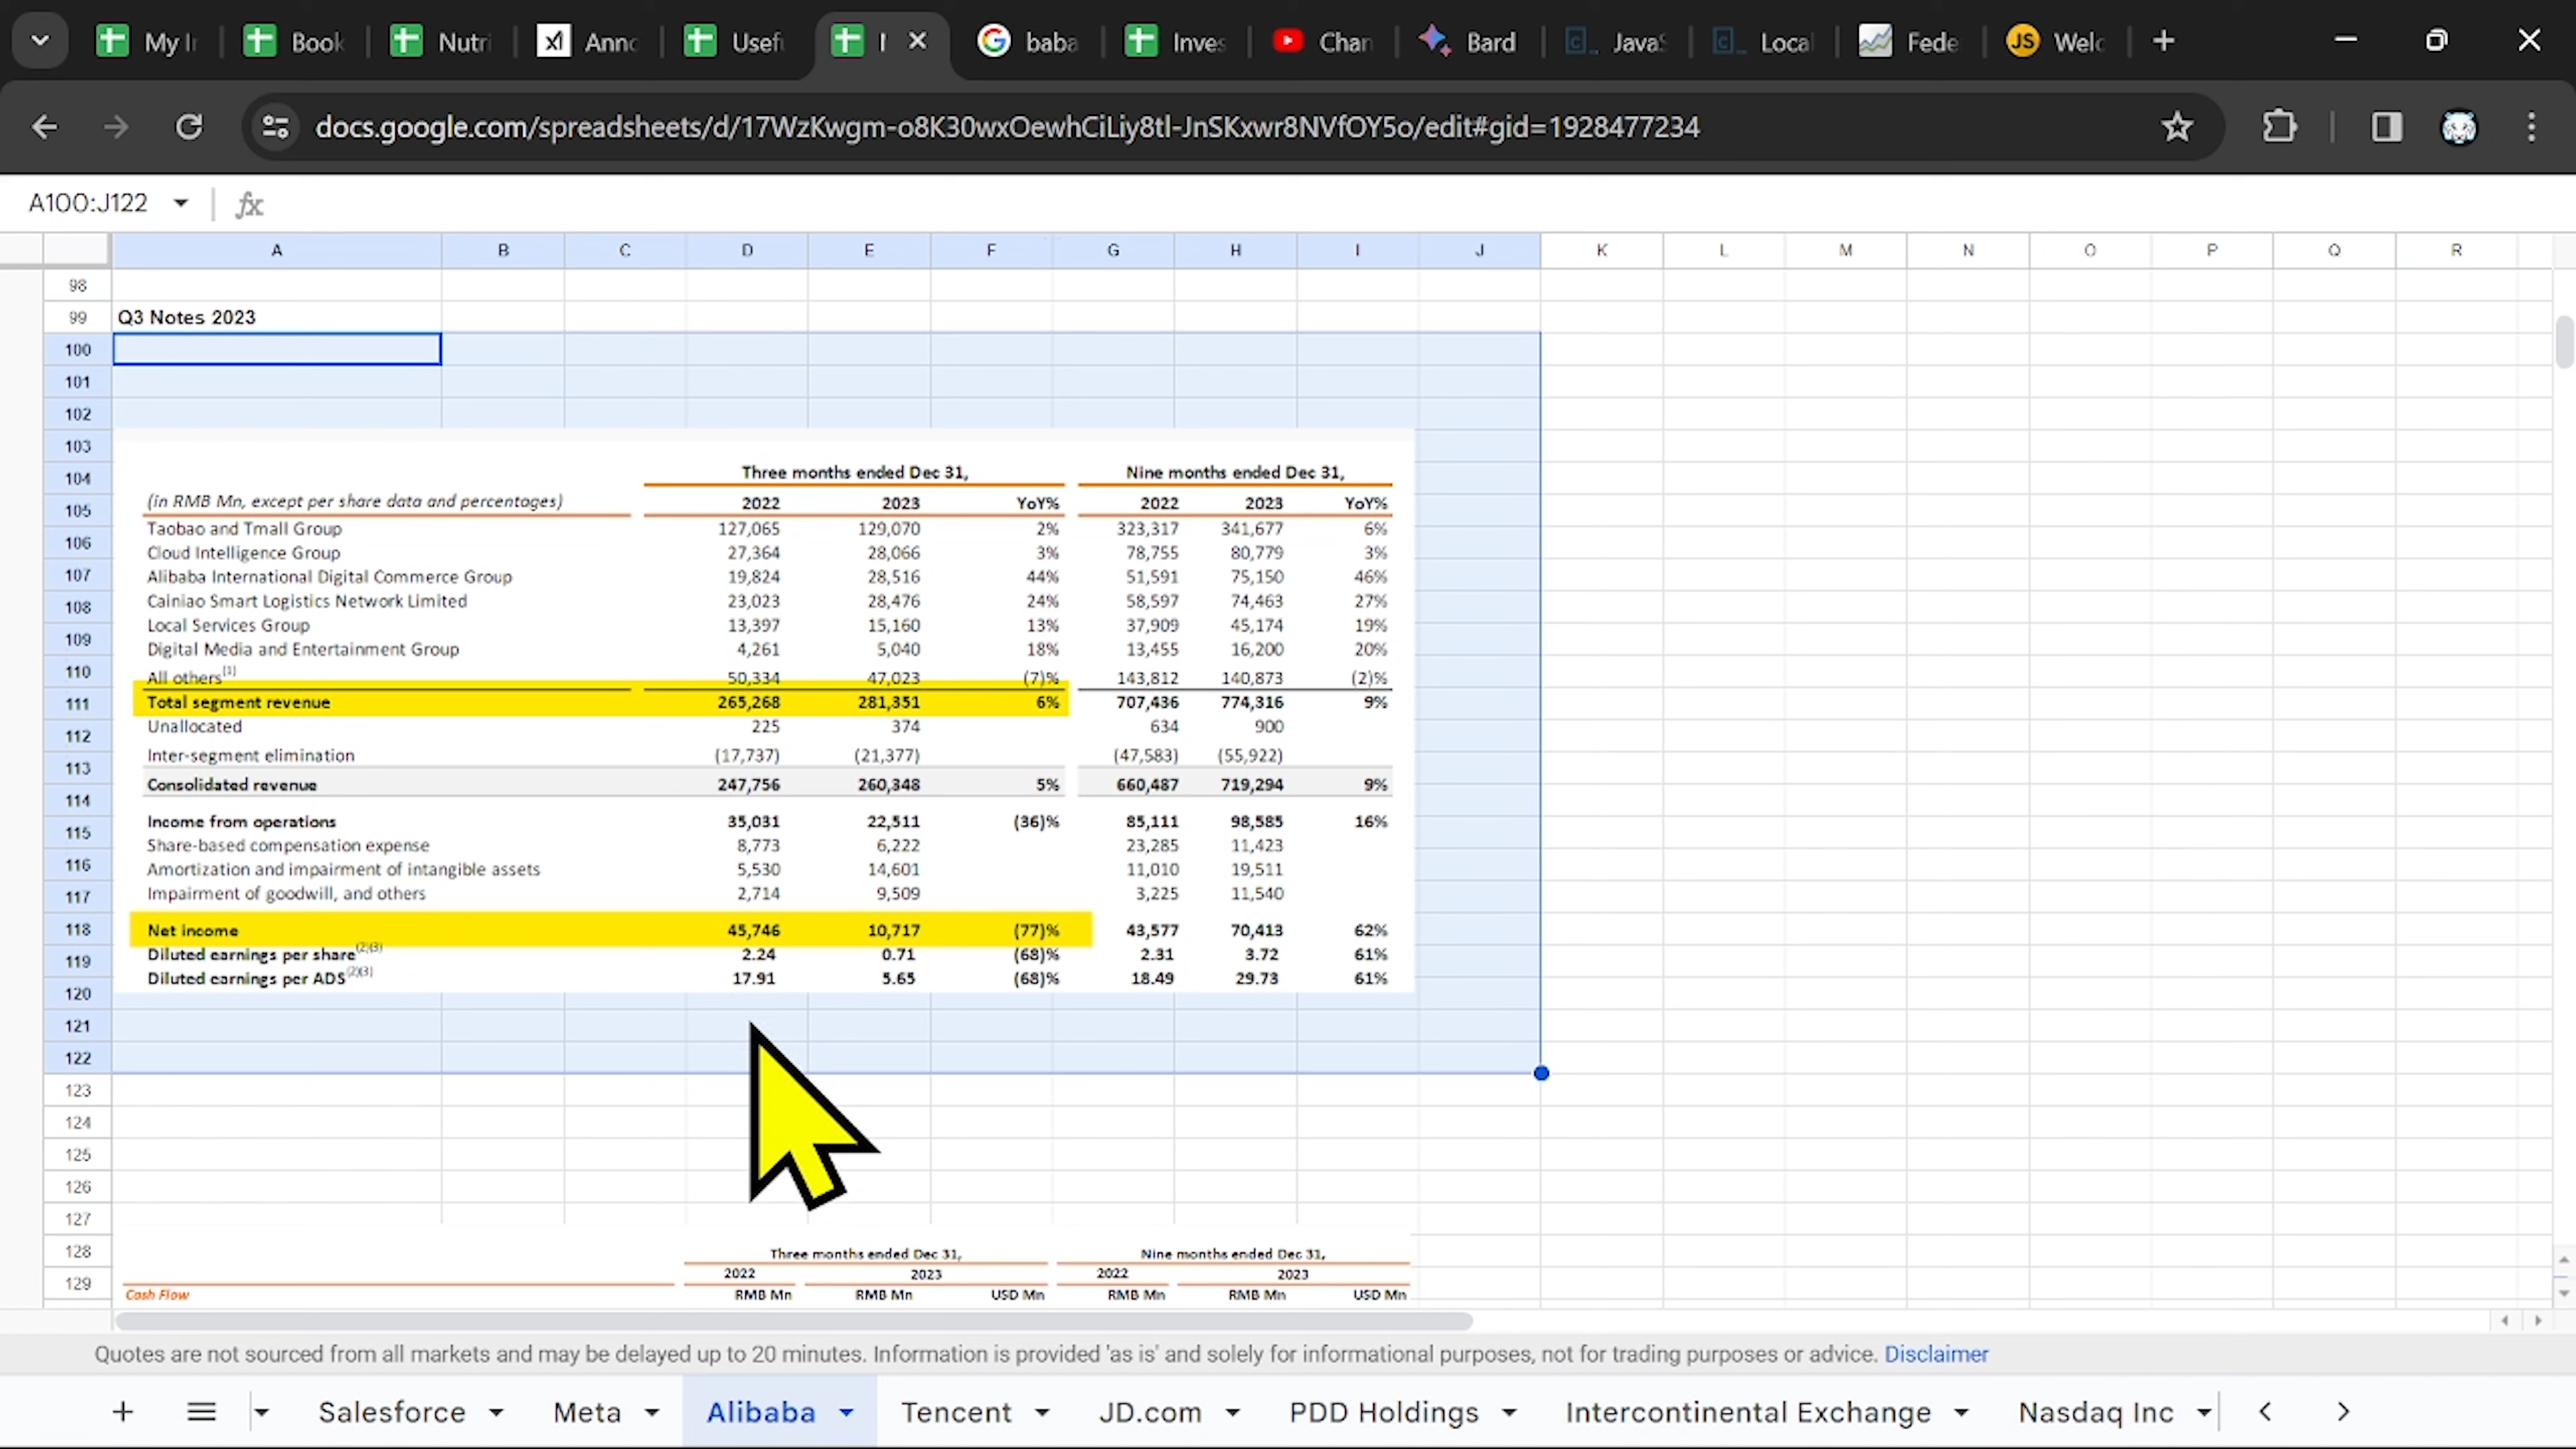 My Ir Book Nutri Anno Usefu I baba Inves Chan Bard JavaS Local Fede JS Welc
docs.google.com/spreadsheets/d/17WzKwgm-o8K30wxOewhCiLiy8tl-JnSKxwr8NVfOY5o/edit#gid=1928477234
A100:J122 fx
A B C D E F G H I J K L M N O P Q R
98
99 Q3 Notes 2023
100
101
102
103
104 Three months ended Dec 31, Nine months ended Dec 31,
105 (in RMB Mn, except per share data and percentages) 2022 2023 YoY% 2022 2023 YoY%
Taobao and Tmall Group 127,065 129,070 2% 323,317 341,677 6%
106 Cloud Intelligence Group 27,364 28,066 3% 78,755 80,779 3%
107 Alibaba International Digital Commerce Group 19,824 28,516 44% 51,591 75,150 46%
108 Cainiao Smart Logistics Network Limited 23,023 28,476 24% 58,597 74,463 27%
109 Local Services Group 13,397 15,160 13% 37,909 45,174 19%
Digital Media and Entertainment Group 4,261 5,040 18% 13,455 16,200 20%
110 All others(1) 50,334 47,023 (7)% 143,812 140,873 (2)%
111 Total segment revenue 265,268 281,351 6% 707,436 774,316 9%
112 Unallocated 225 374 634 900
113 Inter-segment elimination (17,737) (21,377) (47,583) (55,922)
114 Consolidated revenue 247,756 260,348 5% 660,487 719,294 9%
115 Income from operations 35,031 22,511 (36)% 85,111 98,585 16%
Share-based compensation expense 8,773 6,222 23,285 11,423
116 Amortization and impairment of intangible assets 5,530 14,601 11,010 19,511
117 Impairment of goodwill, and others 2,714 9,509 3,225 11,540
118 Net income 45,746 10,717 (77)% 43,577 70,413 62%
119 Diluted earnings per share(2)(3) 2.24 0.71 (68)% 2.31 3.72 61%
120 Diluted earnings per ADS(2)(3) 17.91 5.65 (68)% 18.49 29.73 61%
121
122
123
124
125
126
127
128 Three months ended Dec 31, Nine months ended Dec 31,
129 2022 2023 2022 2023
Cash Flow RMB Mn RMB Mn USD Mn RMB Mn RMB Mn USD Mn
Quotes are not sourced from all markets and may be delayed up to 20 minutes. Information is provided 'as is' and solely for informational purposes, not for trading purposes or advice. Disclaimer
Salesforce Meta Alibaba Tencent JD.com PDD Holdings Intercontinental Exchange Nasdaq Inc